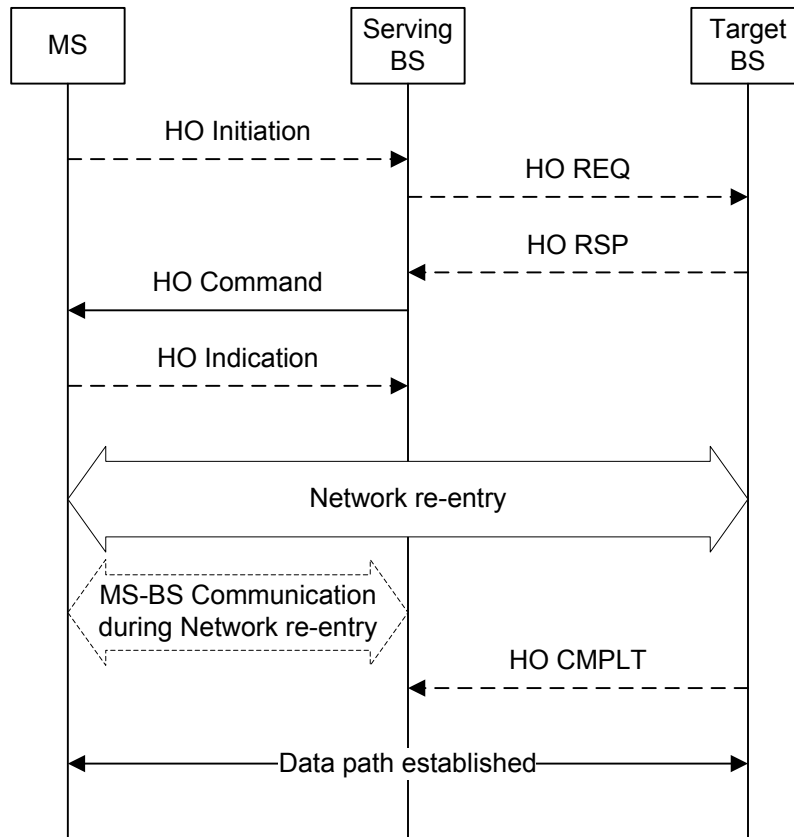 MS
Serving
BS
Target
BS
HO Initiation
HO REQ
HO RSP
HO Command
HO Indication
Network re-entry
MS-BS Communication
during Network re-entry
HO CMPLT
Data path established